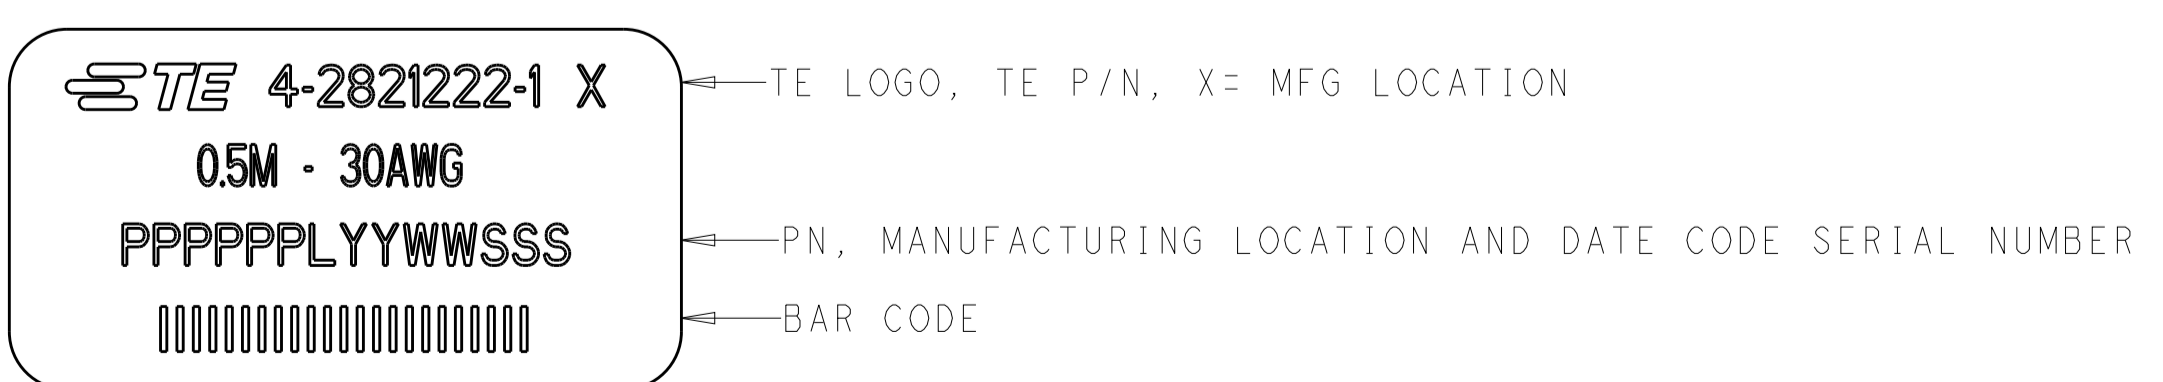 TE 4-2821222-1 X
TE LOGO, TE P/N, X= MFG LOCATION
0.5M - 30AWG
PPPPPPLYYWWSSS
PN, MANUFACTURING LOCATION AND DATE CODE SERIAL NUMBER
BAR CODE